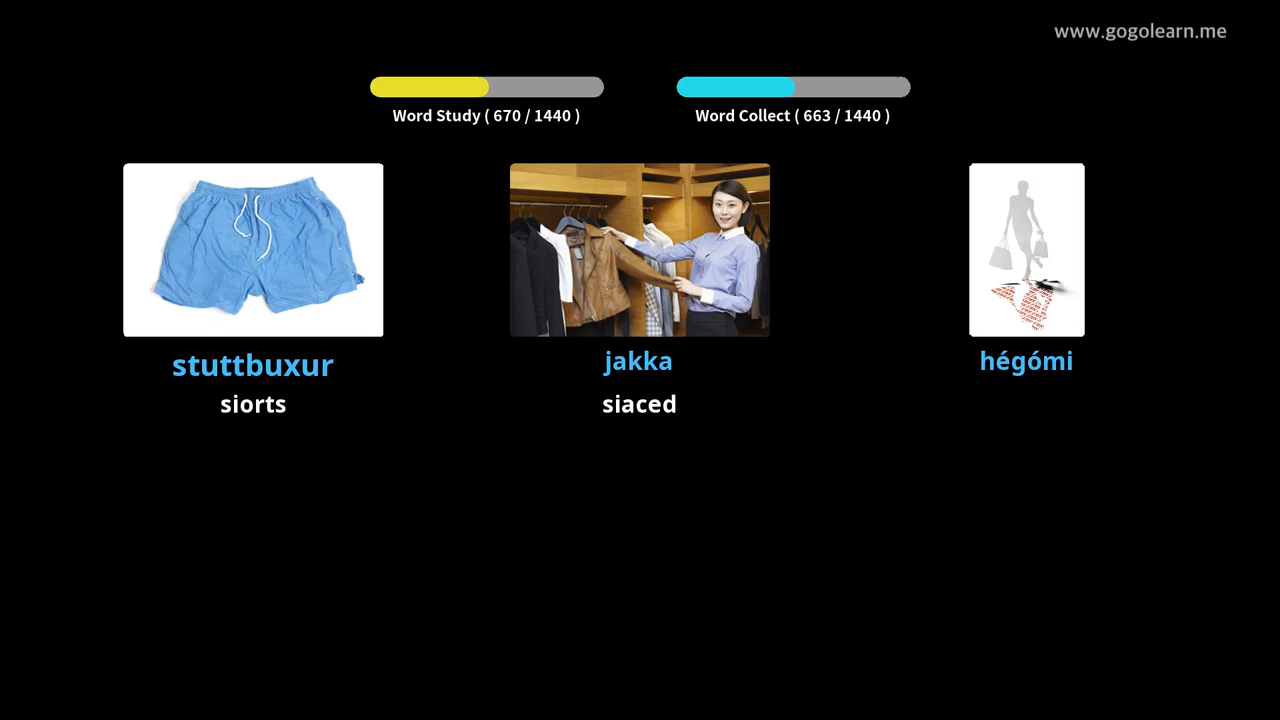 www.gogolearn.me
Word Study ( 670 / 1440 )
Word Collect ( 663 / 1440 )
stuttbuxur
siorts
jakka
siaced
hégómi